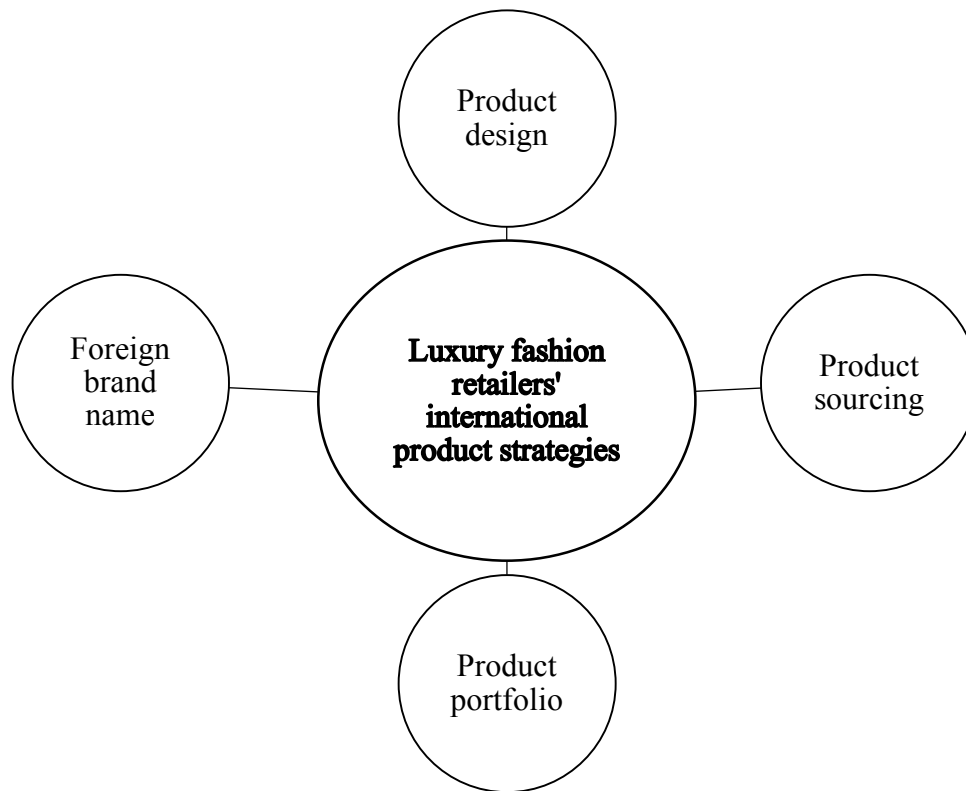 Product
design
Foreign
brand
name
Luxury fashion
retailers'
international
product strategies
Product
sourcing
Product
portfolio